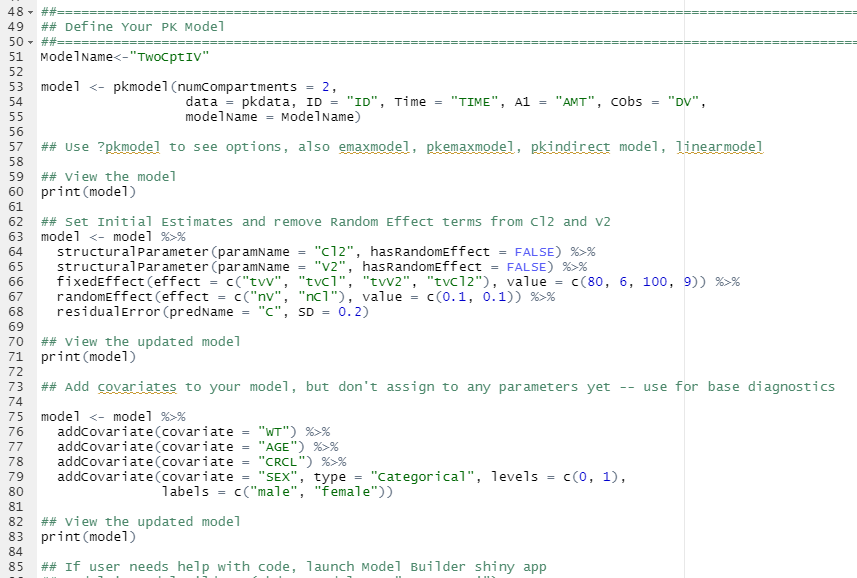 48 ##==============================================================================================================
49 ## Define Your PK Model
50 ##==============================================================================================================
51 ModelName<-"TwoCptIV"
52
53 model <- pkmodel(numCompartments = 2,
54 data = pkdata, ID = "ID", Time = "TIME", A1 = "AMT", CObs = "DV",
55 modelName = ModelName)
56
57 ## Use ?pkmodel to see options, also emaxmodel, pkemaxmodel, pkindirect model, linearmodel
58
59 ## View the model
60 print(model)
61
62 ## Set Initial Estimates and remove Random Effect terms from Cl2 and V2
63 model <- model %>%
64 structuralParameter(paramName = "Cl2", hasRandomEffect = FALSE) %>%
65 structuralParameter(paramName = "V2", hasRandomEffect = FALSE) %>%
66 fixedEffect(effect = c("tvV", "tvCl", "tvV2", "tvCl2"), value = c(80, 6, 100, 9)) %>%
67 randomEffect(effect = c("nV", "nCl"), value = c(0.1, 0.1)) %>%
68 residualError(predName = "C", SD = 0.2)
69
70 ## View the updated model
71 print(model)
72
73 ## Add covariates to your model, but don't assign to any parameters yet -- use for base diagnostics
74
75 model <- model %>%
76 addCovariate(covariate = "WT") %>%
77 addCovariate(covariate = "AGE") %>%
78 addCovariate(covariate = "CRCL") %>%
79 addCovariate(covariate = "SEX", type = "Categorical", levels = c(0, 1),
80 labels = c("male", "female"))
81
82 ## View the updated model
83 print(model)
84
85 ## If user needs help with code, launch Model Builder shiny app